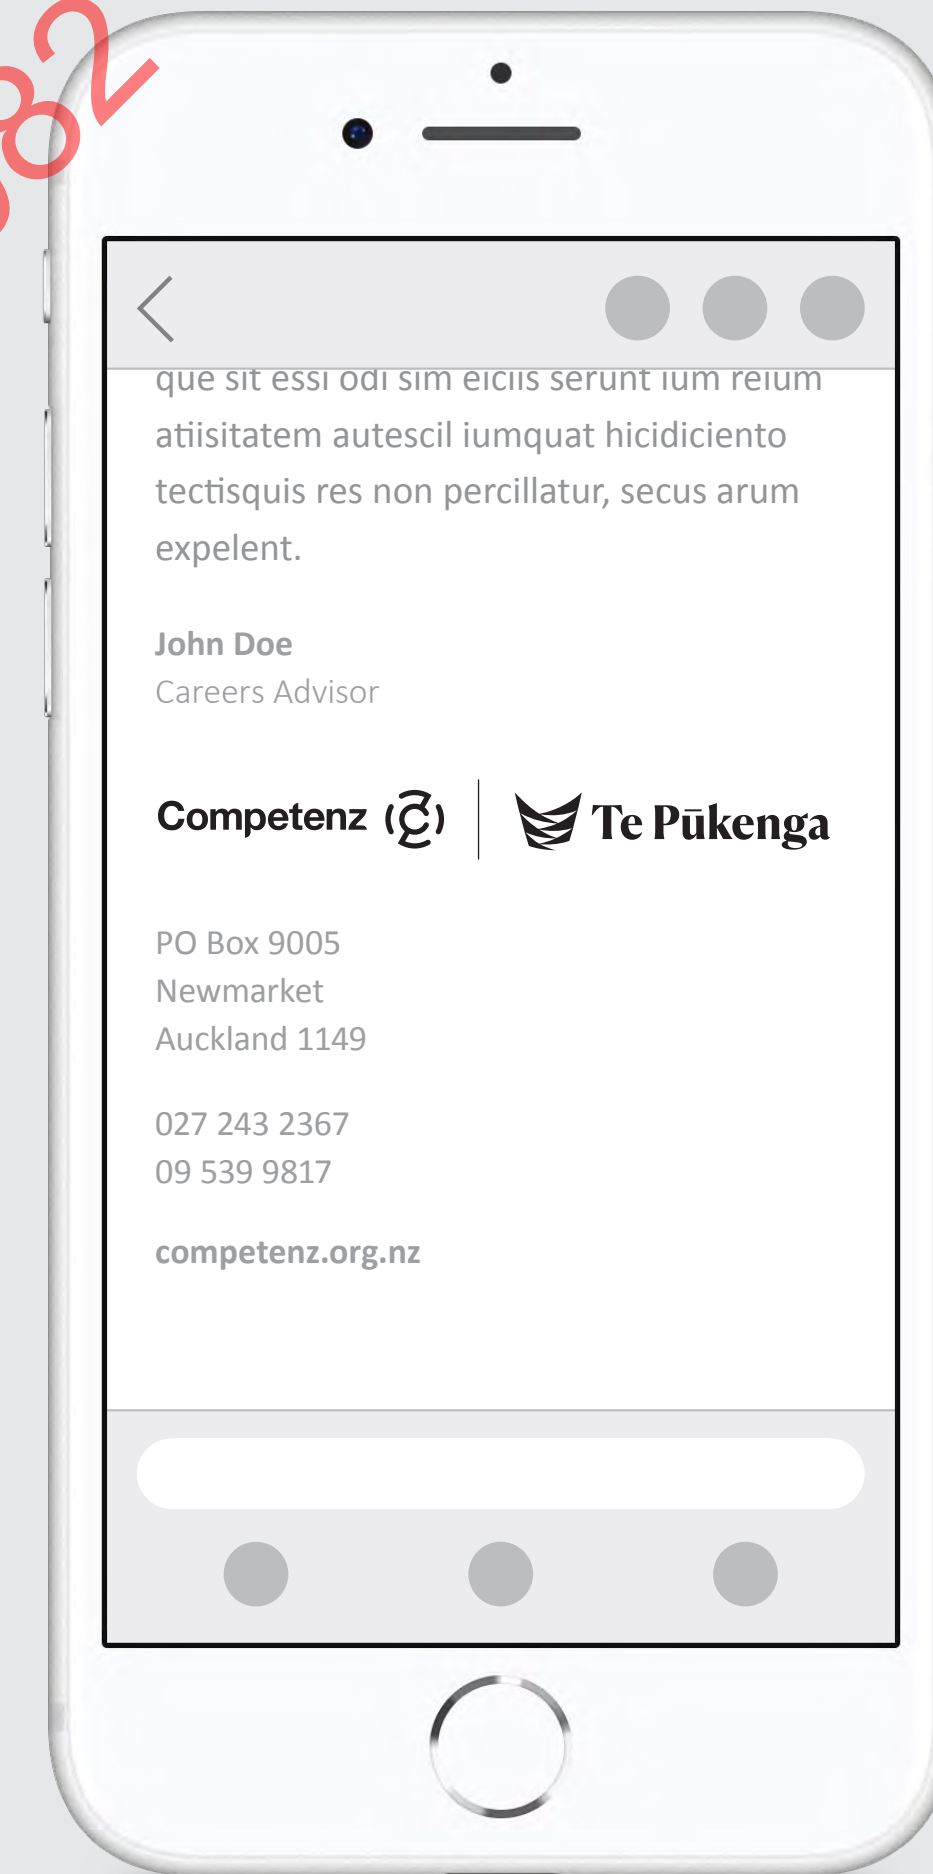 82
que sit essi odi sim eiciis serunt ium reium
atiisitatem autescil iumquat hicidiciento
tectisquis res non percillatur, secus arum
expelent.
John Doe
Careers Advisor
Competenz
Te Pūkenga
PO Box 9005
Newmarket
Auckland 1149
027 243 2367
09 539 9817
competenz.org.nz